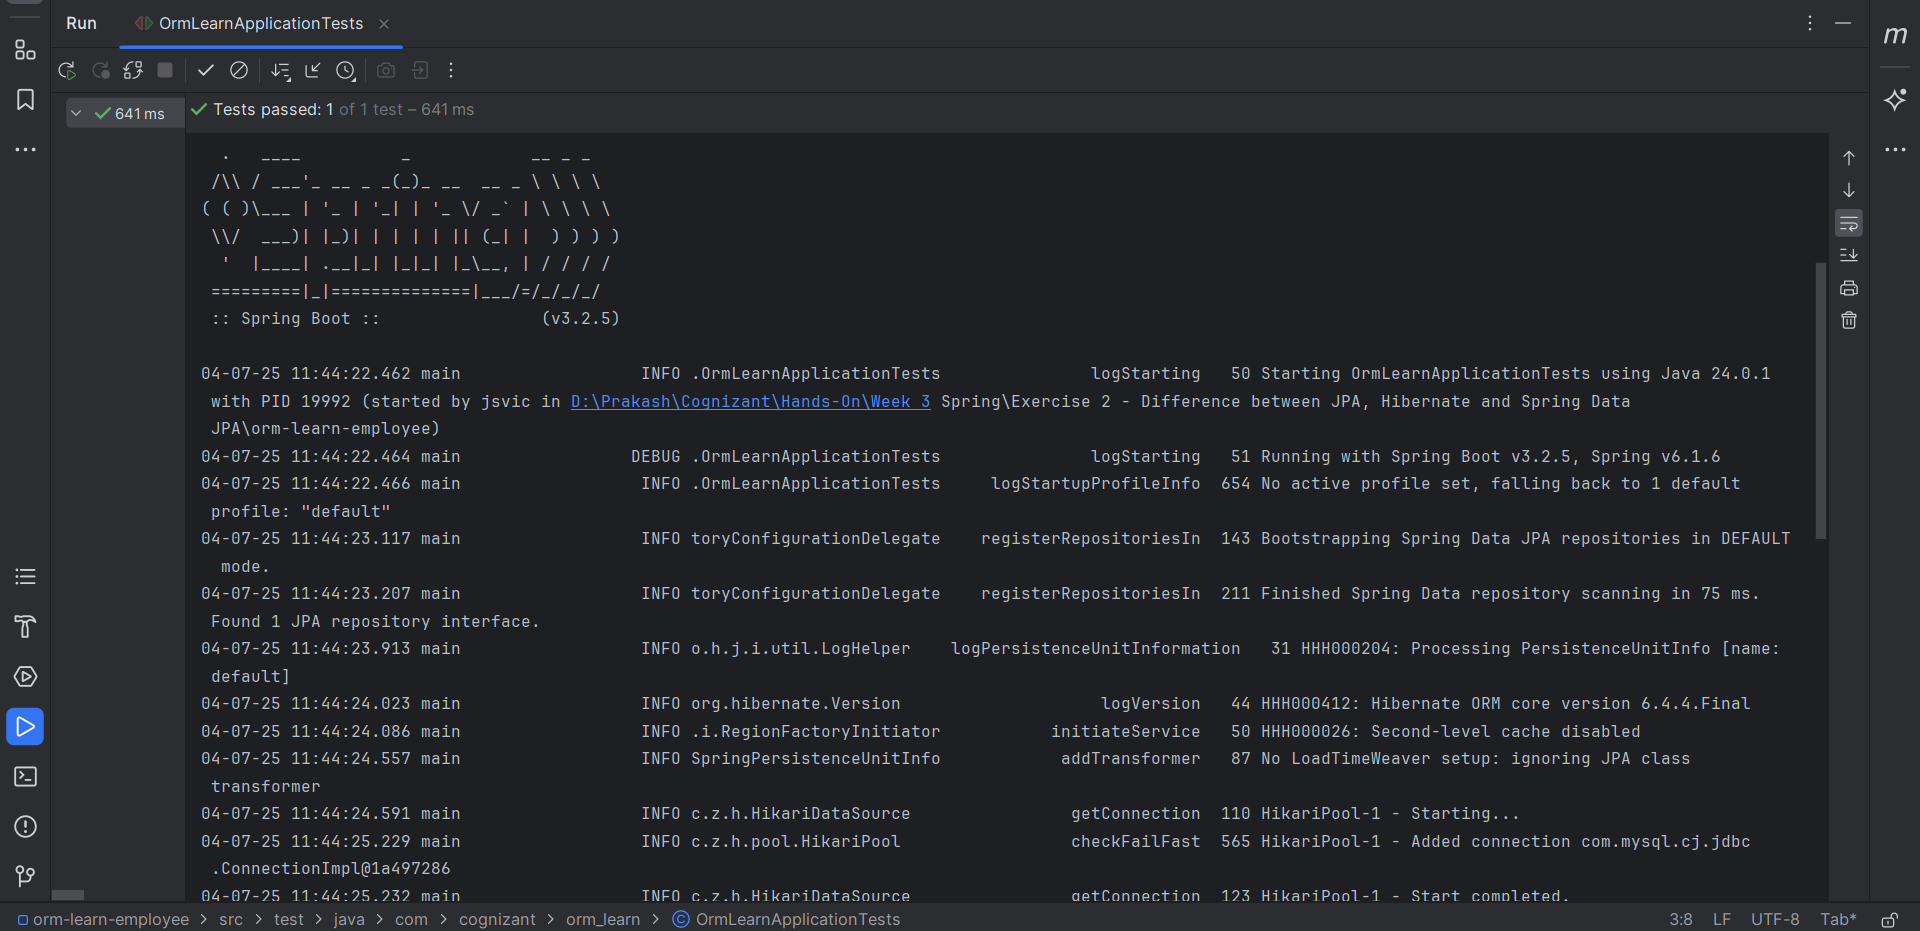 Run OrmLearnApplicationTests
641 ms
Tests passed: 1 of 1 test – 641 ms
  .   ____          _            __ _ _
 /\\ / ___'_ __ _ _(_)_ __  __ _ \ \ \ \
( ( )\___ | '_ | '_| | '_ \/ _` | \ \ \ \
 \\/  ___)| |_)| | | | | || (_| |  ) ) ) )
  '  |____| .__|_| |_|_| |_\__, | / / / /
 =========|_|==============|___/=/_/_/_/
 :: Spring Boot ::                (v3.2.5)
04-07-25 11:44:22.462 main                  INFO .OrmLearnApplicationTests               logStarting   50 Starting OrmLearnApplicationTests using Java 24.0.1
 with PID 19992 (started by jsvic in D:\Prakash\Cognizant\Hands-On\Week 3 Spring\Exercise 2 - Difference between JPA, Hibernate and Spring Data
 JPA\orm-learn-employee)
04-07-25 11:44:22.464 main                 DEBUG .OrmLearnApplicationTests               logStarting   51 Running with Spring Boot v3.2.5, Spring v6.1.6
04-07-25 11:44:22.466 main                  INFO .OrmLearnApplicationTests     logStartupProfileInfo  654 No active profile set, falling back to 1 default
 profile: "default"
04-07-25 11:44:23.117 main                  INFO toryConfigurationDelegate    registerRepositoriesIn  143 Bootstrapping Spring Data JPA repositories in DEFAULT
  mode.
04-07-25 11:44:23.207 main                  INFO toryConfigurationDelegate    registerRepositoriesIn  211 Finished Spring Data repository scanning in 75 ms.
 Found 1 JPA repository interface.
04-07-25 11:44:23.913 main                  INFO o.h.j.i.util.LogHelper    logPersistenceUnitInformation   31 HHH000204: Processing PersistenceUnitInfo [name:
 default]
04-07-25 11:44:24.023 main                  INFO org.hibernate.Version                    logVersion   44 HHH000412: Hibernate ORM core version 6.4.4.Final
04-07-25 11:44:24.086 main                  INFO .i.RegionFactoryInitiator           initiateService   50 HHH000026: Second-level cache disabled
04-07-25 11:44:24.557 main                  INFO SpringPersistenceUnitInfo            addTransformer   87 No LoadTimeWeaver setup: ignoring JPA class
 transformer
04-07-25 11:44:24.591 main                  INFO c.z.h.HikariDataSource                getConnection  110 HikariPool-1 - Starting...
04-07-25 11:44:25.229 main                  INFO c.z.h.pool.HikariPool                 checkFailFast  565 HikariPool-1 - Added connection com.mysql.cj.jdbc
 .ConnectionImpl@1a497286
04-07-25 11:44:25.232 main                  INFO c.z.h.HikariDataSource                getConnection  123 HikariPool-1 - Start completed.
orm-learn-employee > src > test > java > com > cognizant > orm_learn > OrmLearnApplicationTests 3:8 LF UTF-8 Tab*